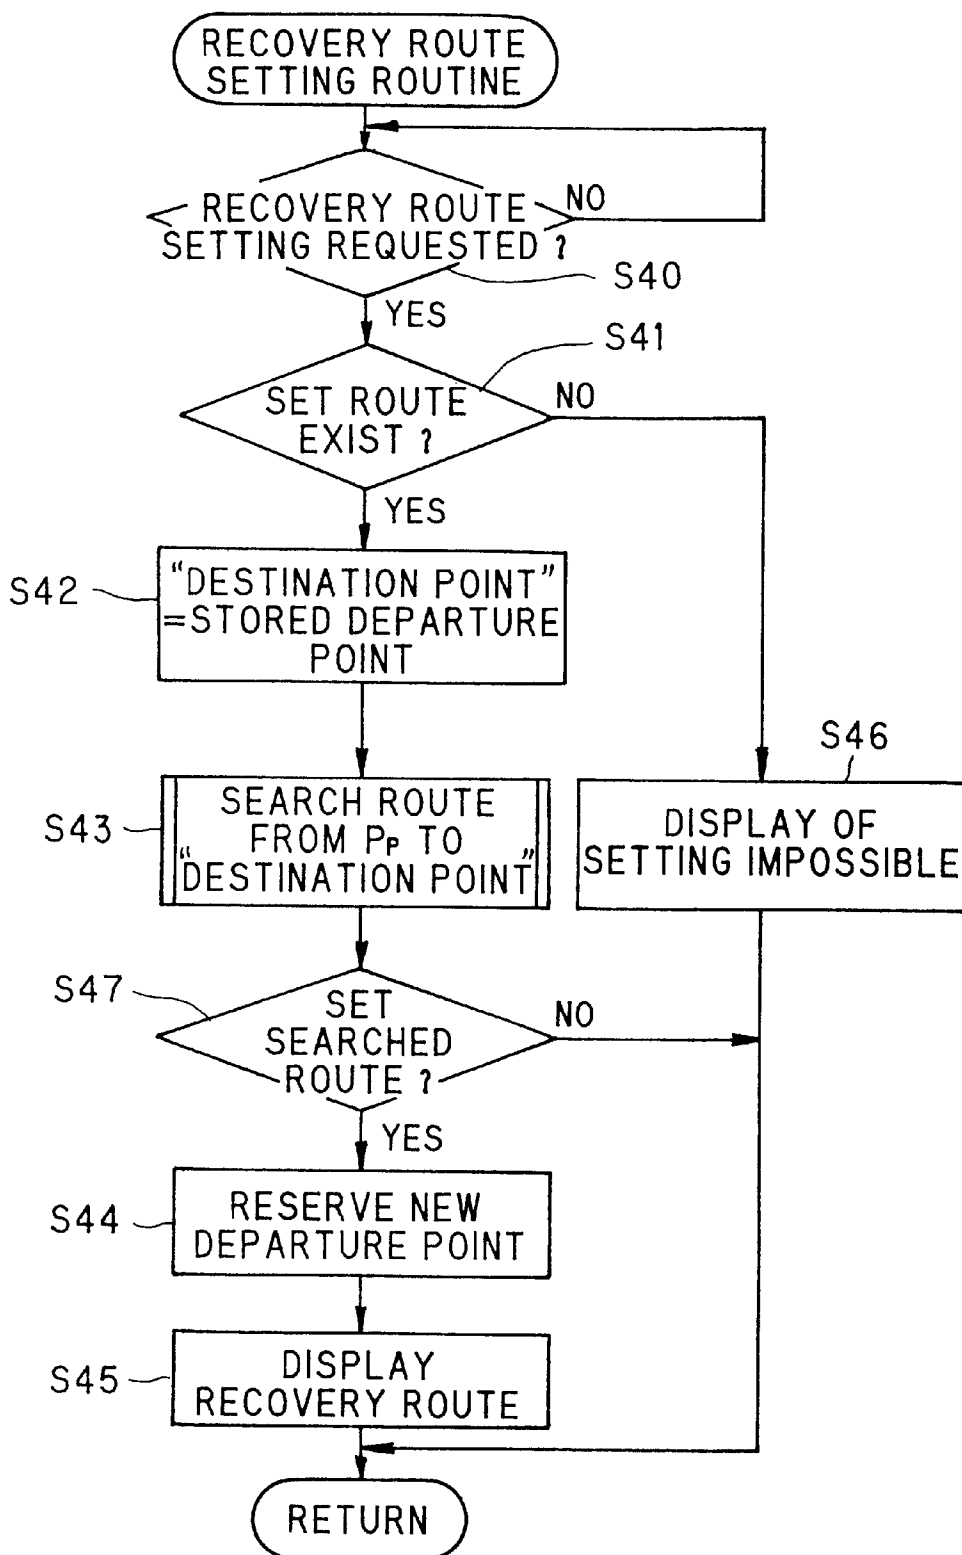 RECOVERY ROUTE
SETTING ROUTINE
RECOVERY ROUTE
SETTING REQUESTED ?
NO
S40
YES
S41
SET ROUTE
EXIST ?
NO
YES
S42
"DESTINATION POINT"
=STORED DEPARTURE
POINT
S46
S43
SEARCH ROUTE
FROM PP TO
"DESTINATION POINT"
DISPLAY OF
SETTING IMPOSSIBLE
S47
SET
SEARCHED
ROUTE ?
NO
YES
S44
RESERVE NEW
DEPARTURE POINT
S45
DISPLAY
RECOVERY ROUTE
RETURN